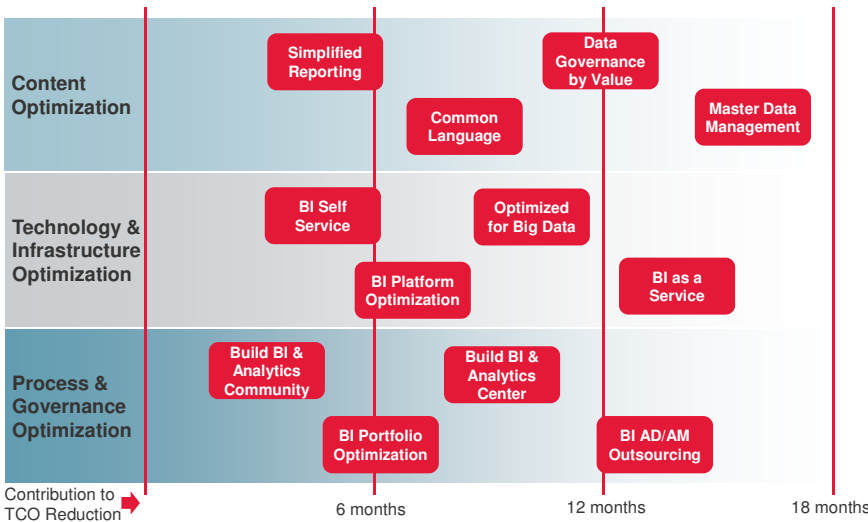 Content
Optimization
Simplified
Reporting
Common
Language
Data
Governance
by Value
Master Data
Management
Technology &
Infrastructure
Optimization
BI Self
Service
BI Platform
Optimization
Optimized
for Big Data
BI as a
Service
Process &
Governance
Optimization
Build BI &
Analytics
Community
BI Portfolio
Optimization
Build BI &
Analytics
Center
BI AD/AM
Outsourcing
Contribution to
TCO Reduction
6 months
12 months
18 months